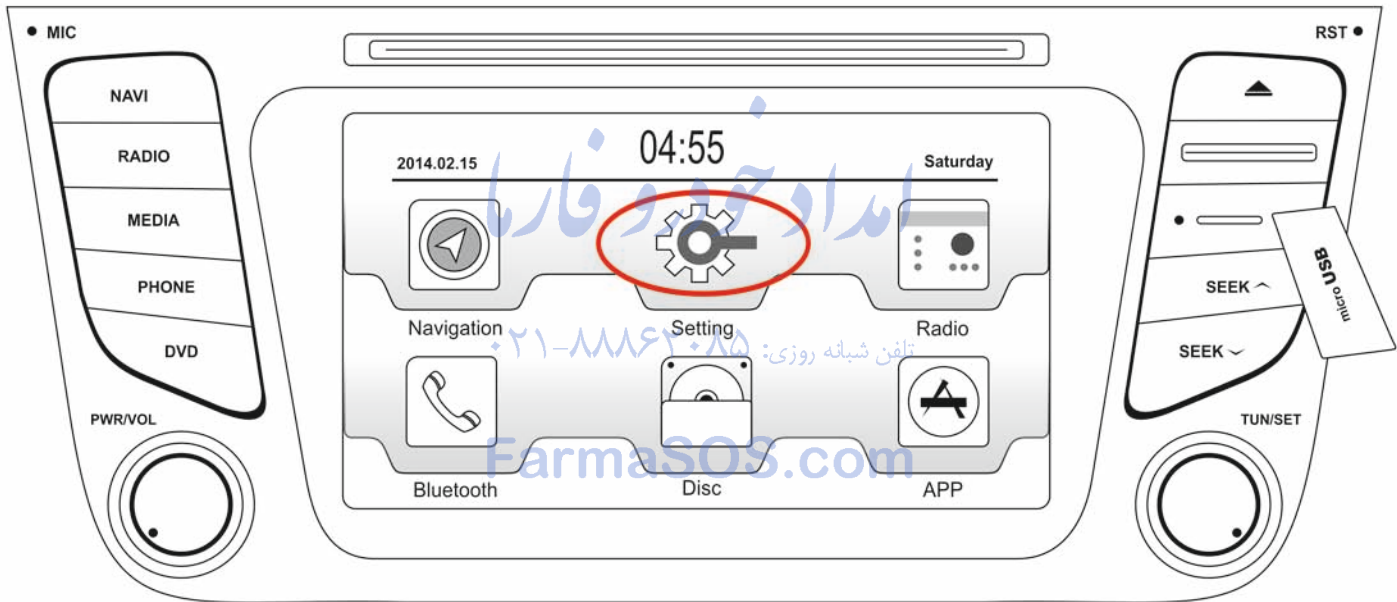 MIC
RST
NAVI
RADIO
MEDIA
PHONE
DVD
PWR/VOL
04:55
2014.02.15
Saturday
امداد خودرو فارما
Navigation
Setting
Radio
تلفن شبانه روزی: ۸۸۸۶۳۰۸۵-۰۲۱
Bluetooth
Disc
APP
FarmaSOS.com
SEEK
SEEK
micro USB
TUN/SET